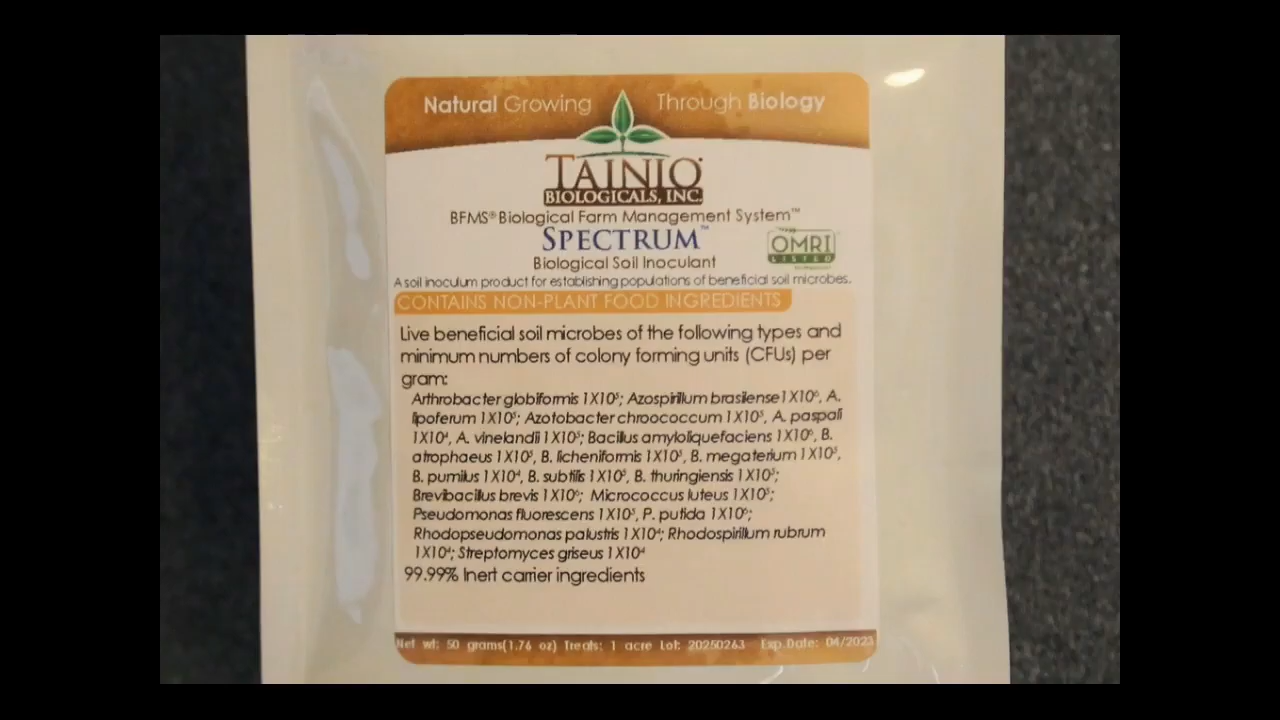 Natural Growing Through Biology
TAINIO®
BIOLOGICALS, INC.
BFMS® Biological Farm Management System™
SPECTRUM™
OMRI
LISTED
Biological Soil Inoculant
A soil inoculum product for establishing populations of beneficial soil microbes.
CONTAINS NON-PLANT FOOD INGREDIENTS
Live beneficial soil microbes of the following types and
minimum numbers of colony forming units (CFUs) per
gram:
Arthrobacter globiformis 1X10⁵; Azospirillum brasilense1X10⁶, A.
lipoferum 1X10⁵; Azotobacter chroococcum 1X10⁵, A. paspali
1X10⁴, A. vinelandii 1X10⁵; Bacillus amyloliquefaciens 1X10⁶, B.
atrophaeus 1X10⁵, B. licheniformis 1X10⁵, B. megaterium 1X10⁵,
B. pumilus 1X10⁴, B. subtilis 1X10⁵, B. thuringiensis 1X10⁵;
Brevibacillus brevis 1X10⁶; Micrococcus luteus 1X10⁵;
Pseudomonas fluorescens 1X10⁵, P. putida 1X10⁶;
Rhodopseudomonas palustris 1X10⁴; Rhodospirillum rubrum
1X10⁴; Streptomyces griseus 1X10⁴
99.99% Inert carrier ingredients
Net wt: 50 grams(1.76 oz) Treats: 1 acre Lot: 20250263 Exp.Date: 04/2023